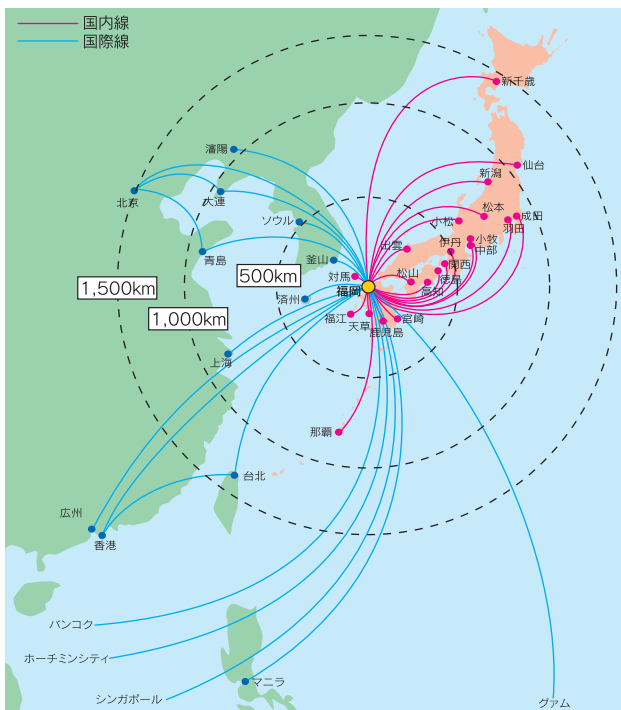 国内線
国際線
新千歳
瀋陽
仙台
新潟
北京
大連
松本
成田
ソウル
小松
羽田
出雲
伊丹
小牧
中部
青島
釜山
関西
500km
対馬
松山
徳島
1,500km
福岡
高知
済州
1,000km
福江
天草
宮崎
鹿児島
上海
那覇
台北
広州
香港
バンコク
ホーチミンシティ
マニラ
シンガポール
グァム